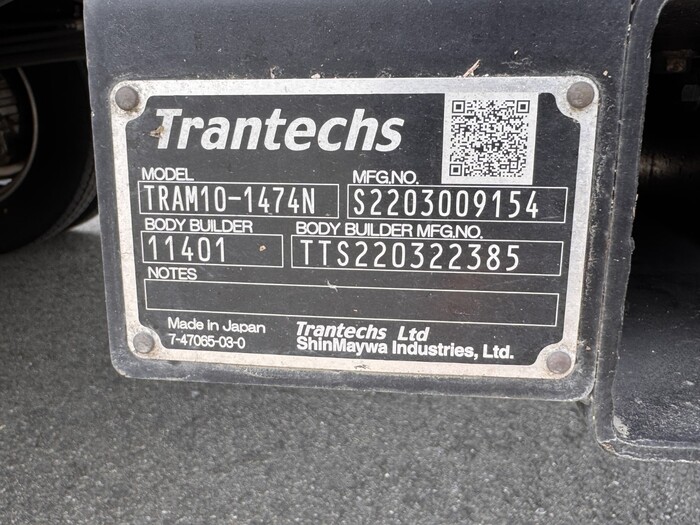 Trantechs
MODEL MFG.NO.
TRAM10-1474N S2203009154
BODY BUILDER BODY BUILDER MFG.NO.
11401 TTS220322385
NOTES
Made in Japan Trantechs Ltd
7-47065-03-0 ShinMaywa Industries, Ltd.